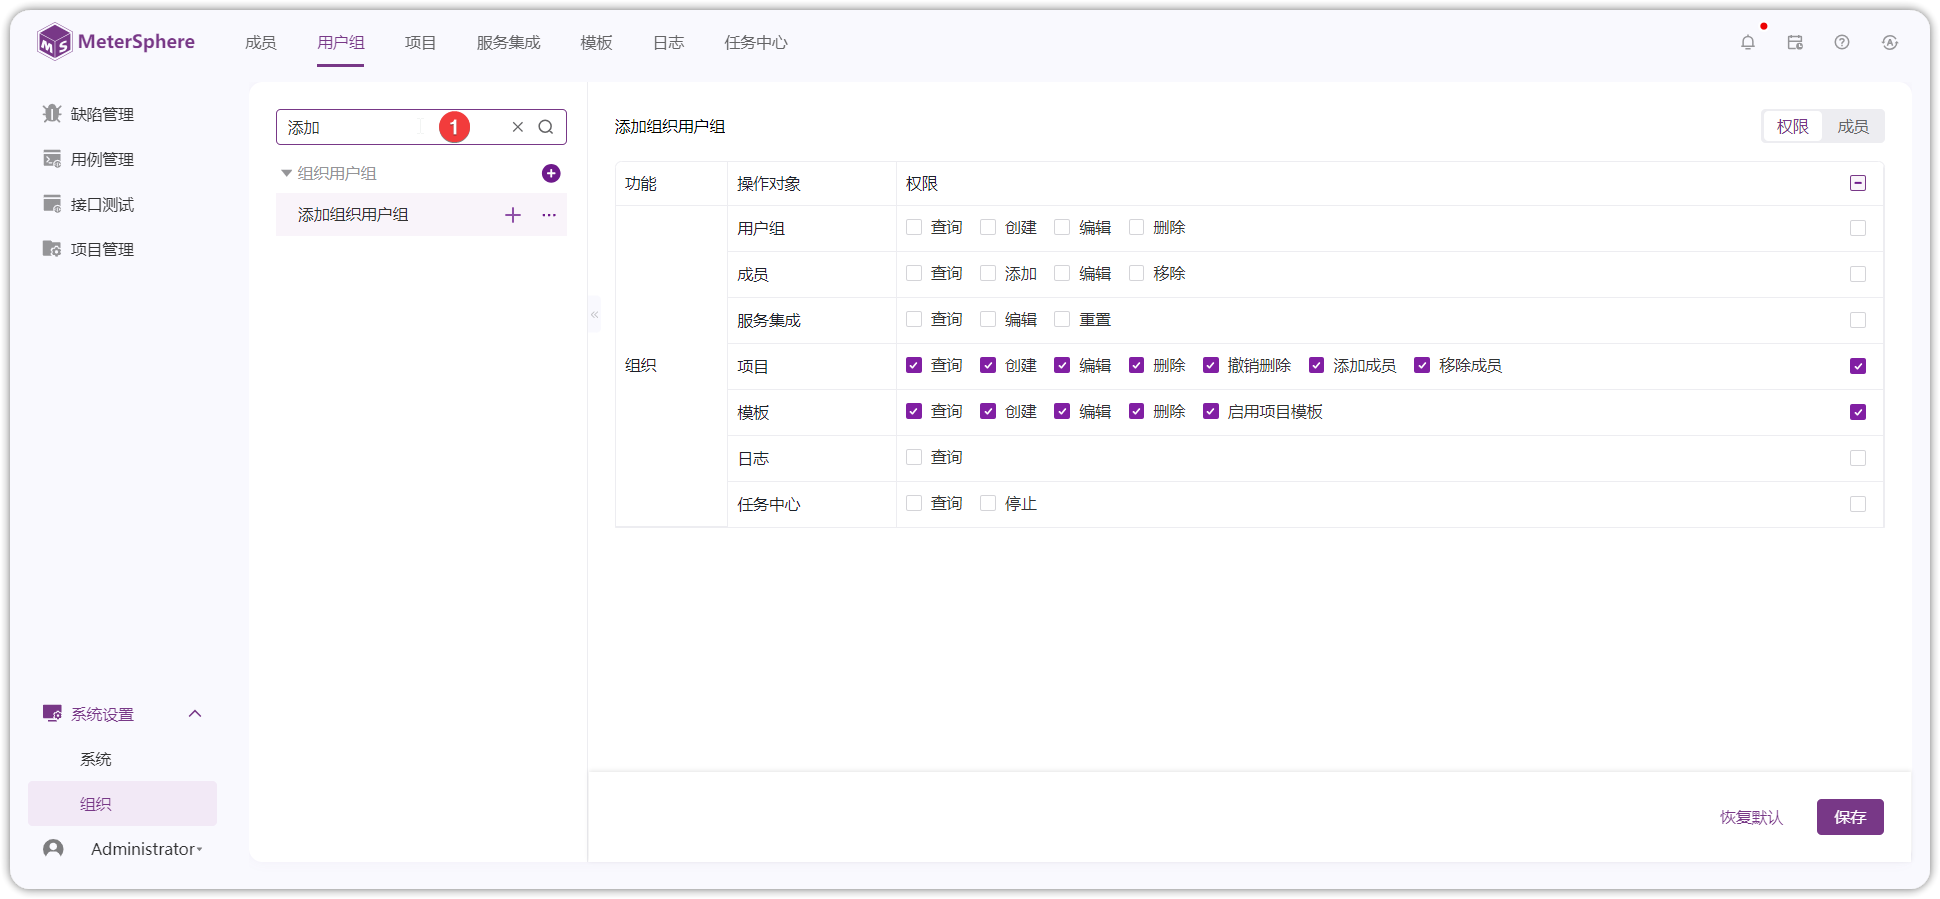 MeterSphere 成员 用户组 项目 服务集成 模板 日志 任务中心
缺陷管理
用例管理
接口测试
项目管理
系统设置
系统
组织
Administrator
添加 1
组织用户组
添加组织用户组
添加组织用户组 权限 成员
功能 操作对象 权限
组织
用户组 查询 创建 编辑 删除
成员 查询 添加 编辑 移除
服务集成 查询 编辑 重置
项目 查询 创建 编辑 删除 撤销删除 添加成员 移除成员
模板 查询 创建 编辑 删除 启用项目模板
日志 查询
任务中心 查询 停止
恢复默认 保存